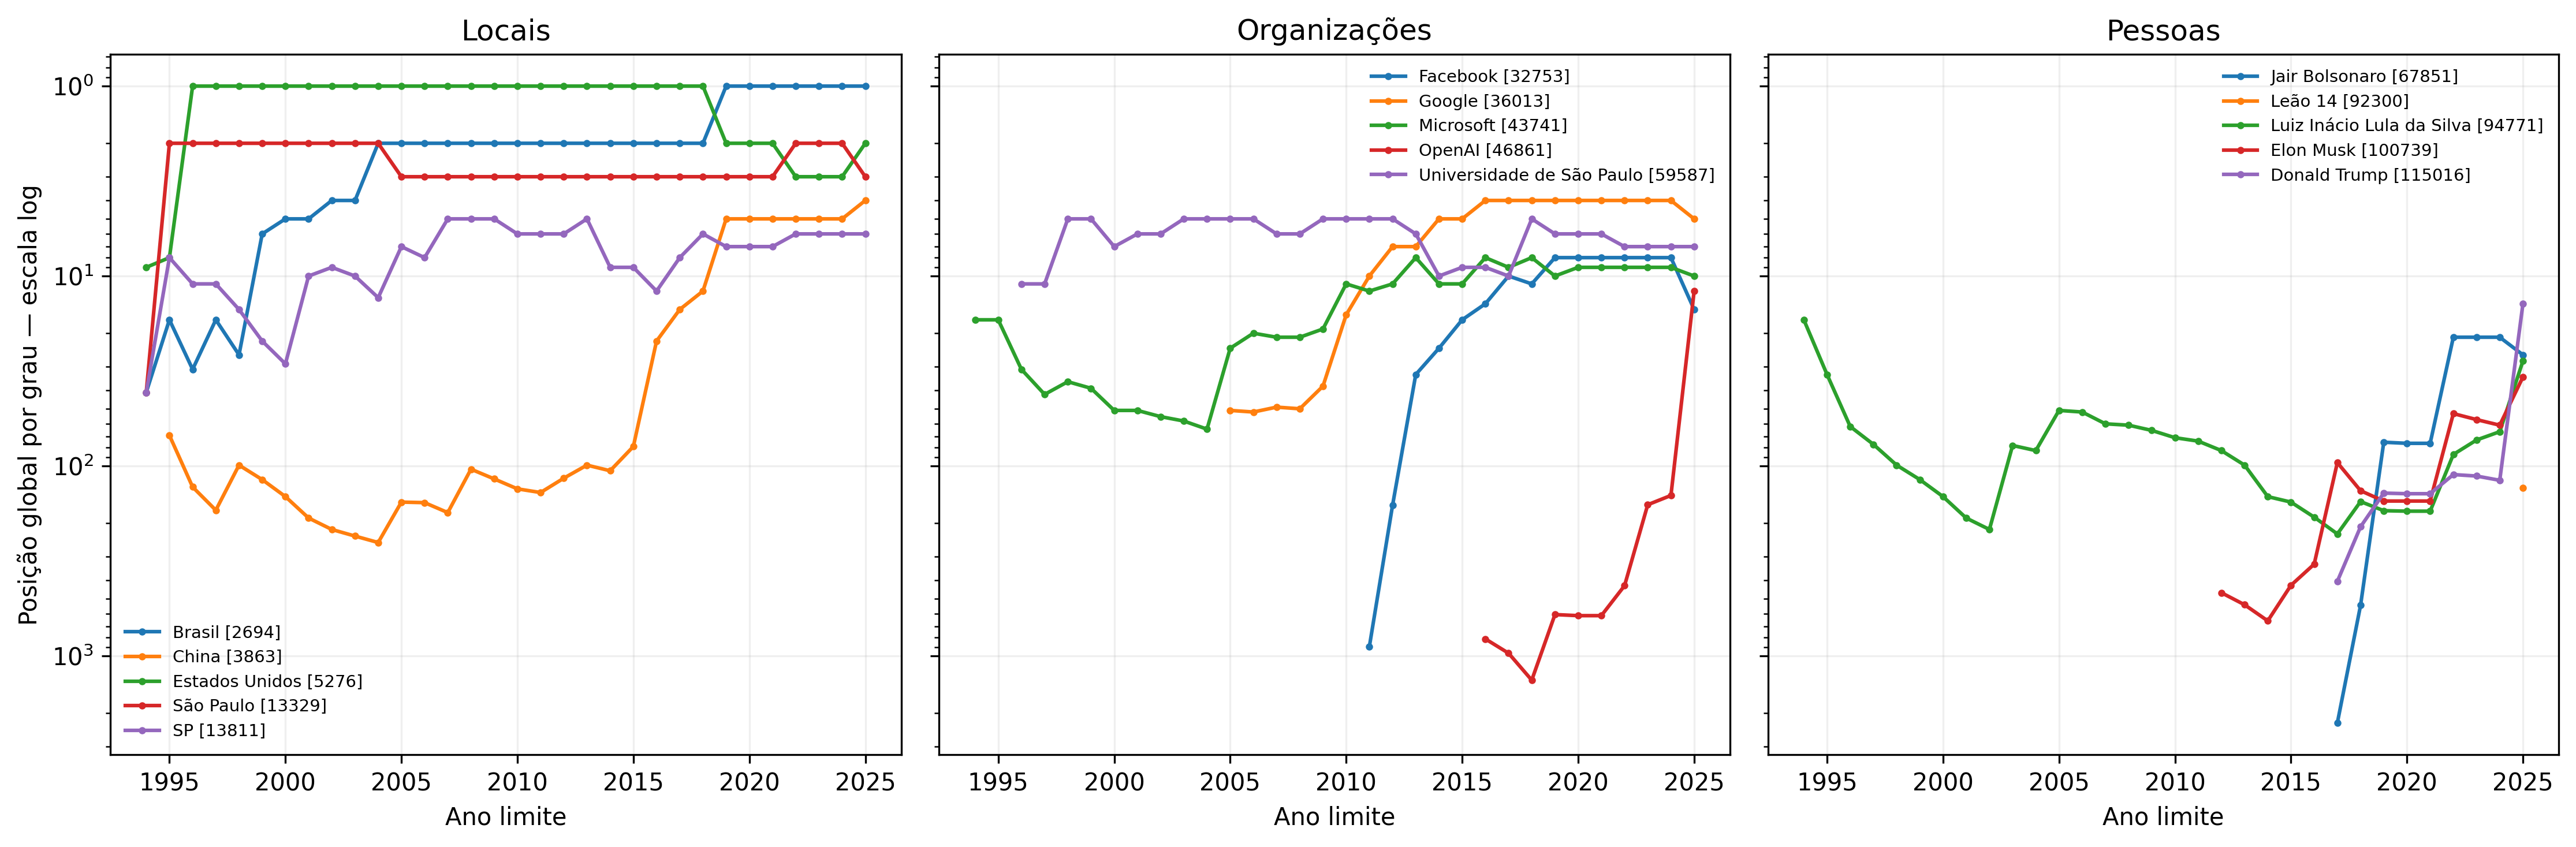 Locais
Organizações
Pessoas
Posição global por grau — escala log
10⁰
10¹
10²
10³
Brasil [2694]
China [3863]
Estados Unidos [5276]
São Paulo [13329]
SP [13811]
1995 2000 2005 2010 2015 2020 2025
Ano limite
Facebook [32753]
Google [36013]
Microsoft [43741]
OpenAI [46861]
Universidade de São Paulo [59587]
1995 2000 2005 2010 2015 2020 2025
Ano limite
Jair Bolsonaro [67851]
Leão 14 [92300]
Luiz Inácio Lula da Silva [94771]
Elon Musk [100739]
Donald Trump [115016]
1995 2000 2005 2010 2015 2020 2025
Ano limite